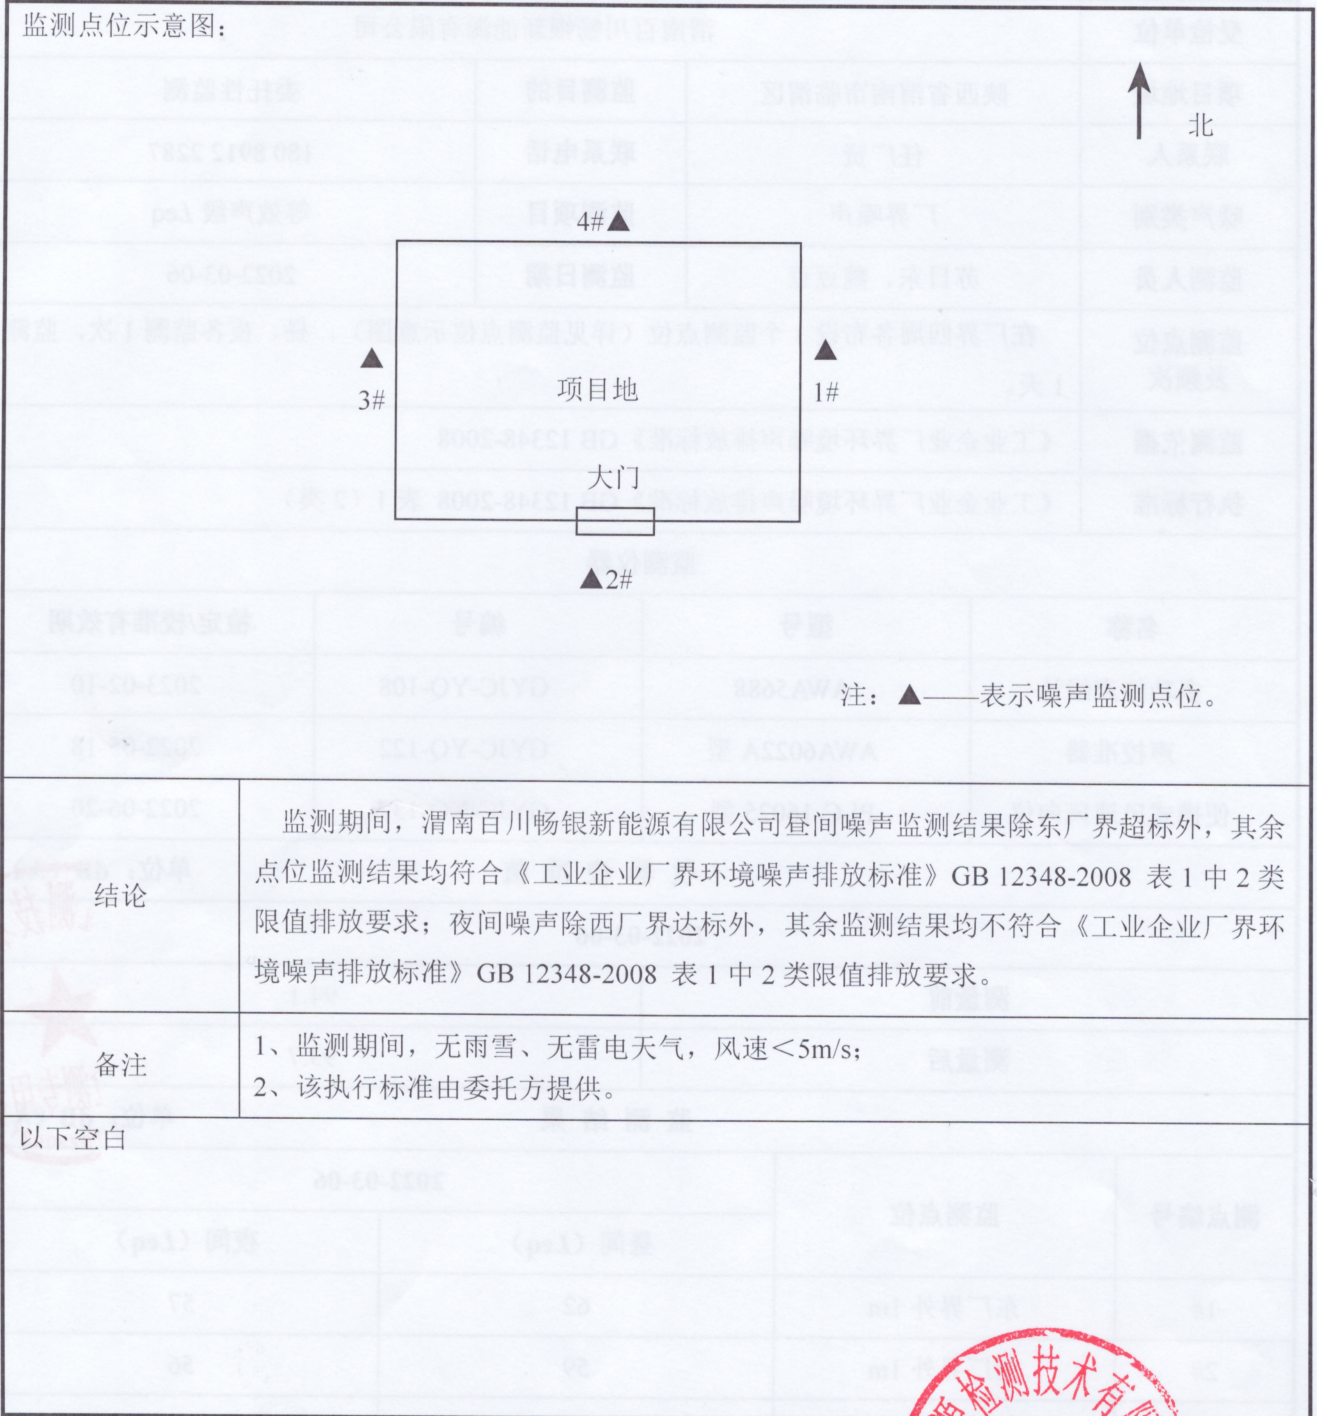 监测点位示意图：
北
4#▲
▲
▲
3#
项目地
1#
大门
▲2#
注：▲——表示噪声监测点位。
结论
监测期间，渭南百川畅银新能源有限公司昼间噪声监测结果除东厂界超标外，其余
点位监测结果均符合《工业企业厂界环境噪声排放标准》GB 12348-2008 表 1 中 2 类
限值排放要求；夜间噪声除西厂界达标外，其余监测结果均不符合《工业企业厂界环
境噪声排放标准》GB 12348-2008 表 1 中 2 类限值排放要求。
备注
1、监测期间，无雨雪、无雷电天气，风速＜5m/s；
2、该执行标准由委托方提供。
以下空白
检测技术有限